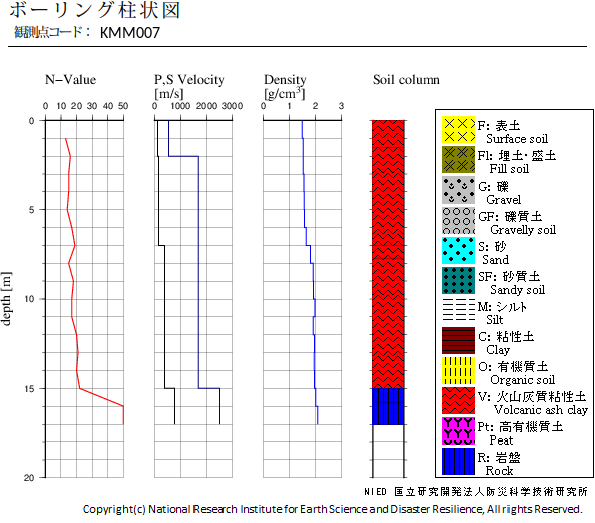 ボーリング柱状図
観測点コード： KMM007
N-Value P,S Velocity Density Soil column
[m/s] [g/cm³]
0 10 20 30 40 50 0 1000 2000 3000 0 1 2 3
0
5
10
15
20
depth [m]
F: 表土
Surface soil
Fl: 埋土・盛土
Fill soil
G: 礫
Gravel
GF: 礫質土
Gravelly soil
S: 砂
Sand
SF: 砂質土
Sandy soil
M: シルト
Silt
C: 粘性土
Clay
O: 有機質土
Organic soil
V: 火山灰質粘性土
Volcanic ash clay
Pt: 高有機質土
Peat
R: 岩盤
Rock
NIED 国立研究開発法人防災科学技術研究所
Copyright(c) National Research Institute for Earth Science and Disaster Resilience, All rights Reserved.